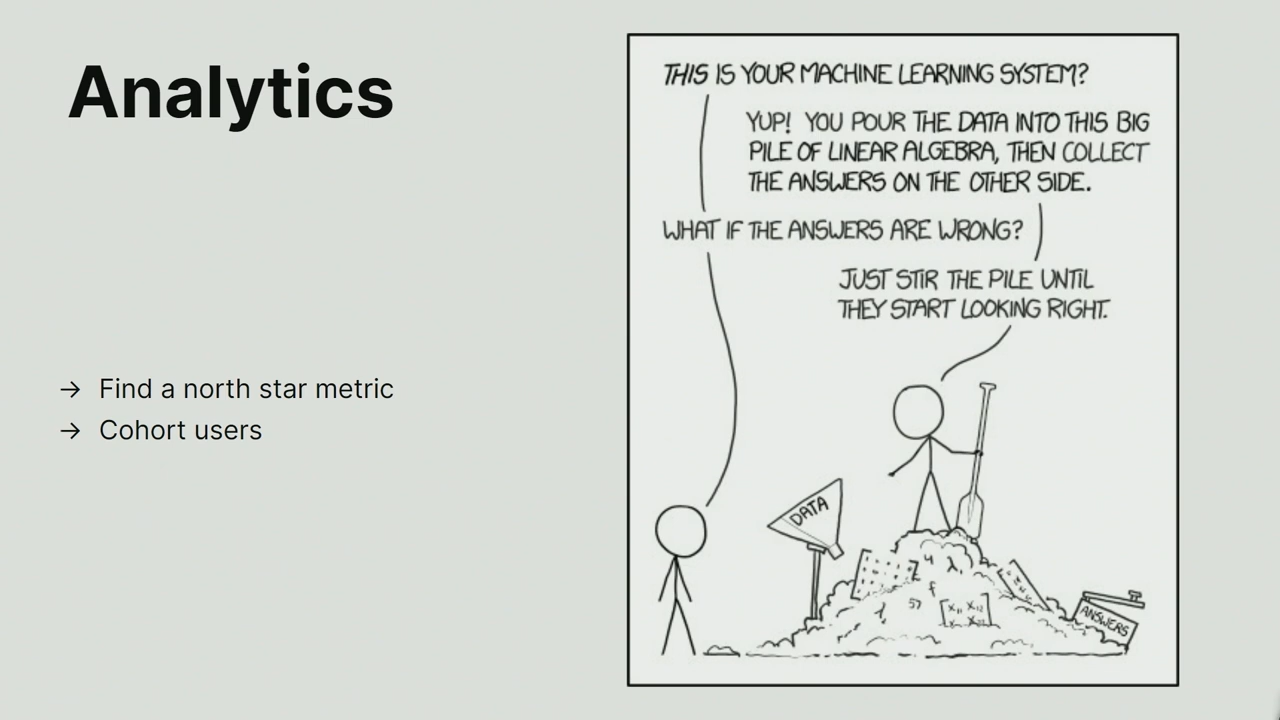 Analytics
→ Find a north star metric
→ Cohort users
THIS IS YOUR MACHINE LEARNING SYSTEM?
YUP! YOU POUR THE DATA INTO THIS BIG
PILE OF LINEAR ALGEBRA, THEN COLLECT
THE ANSWERS ON THE OTHER SIDE.
WHAT IF THE ANSWERS ARE WRONG?
JUST STIR THE PILE UNTIL
THEY START LOOKING RIGHT.
DATA
ANSWERS